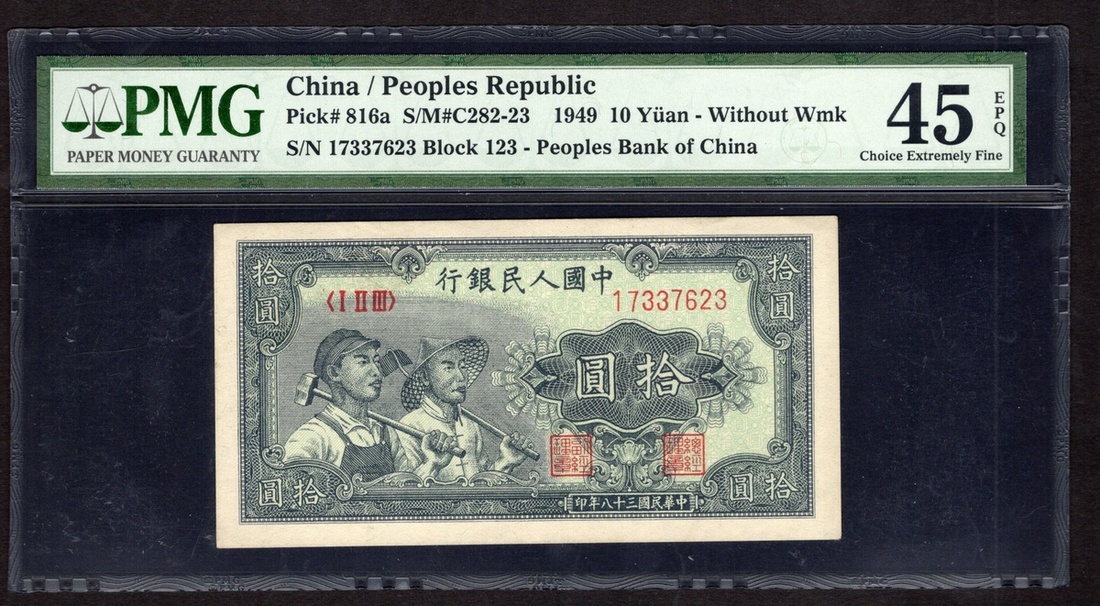 PMG
PAPER MONEY GUARANTY
China / Peoples Republic
Pick# 816a S/M#C282-23 1949 10 Yüan - Without Wmk
S/N 17337623 Block 123 - Peoples Bank of China
45
EPQ
Choice Extremely Fine
行銀民人國中
〈I II III〉
17337623
拾圓
拾圓
圓拾
圓拾
圓拾
印年八十三國民華中